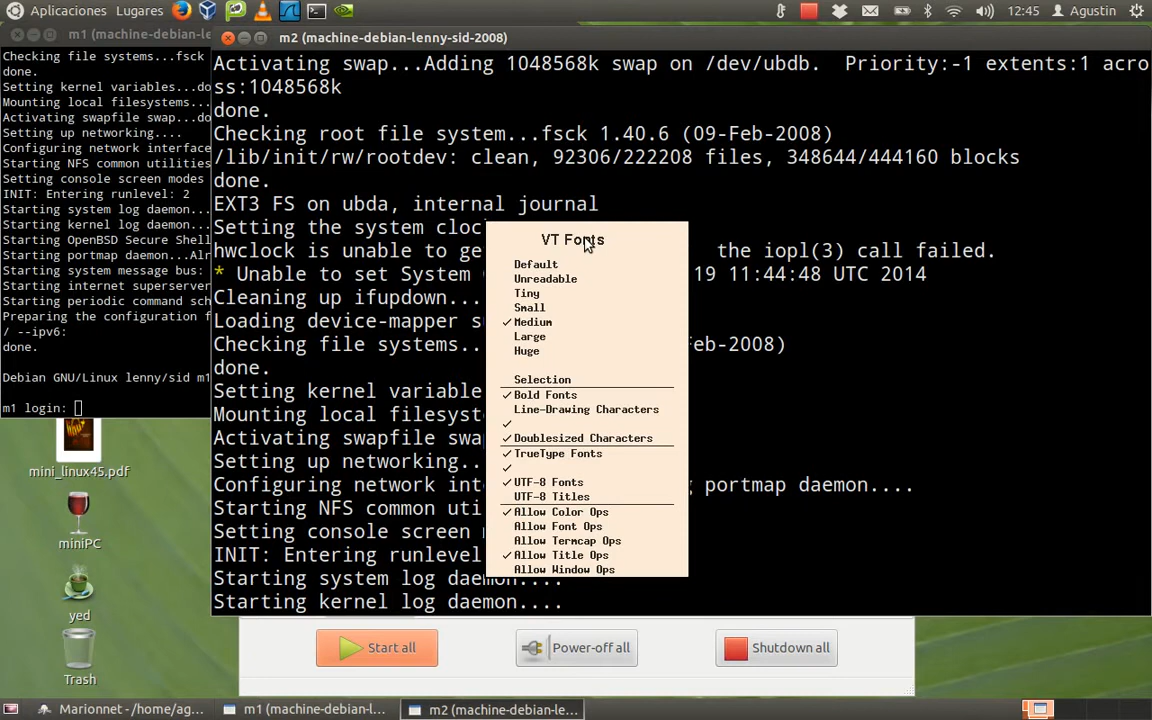 Aplicaciones Lugares
12:45
Agustin
m1 (machine-debian-le
Checking file systems...fsck
done.
Setting kernel variables...do
Mounting local filesystems...
Activating swapfile swap...do
Setting up networking....
Configuring network interface
Starting NFS common utilities
Setting console screen modes
INIT: Entering runlevel: 2
Starting system log daemon...
Starting kernel log daemon...
Starting OpenBSD Secure Shell
Starting portmap daemon...Alr
Starting system message bus:
Starting internet superserver
Starting periodic command sch
Preparing the configuration f
/ --ipv6:
done.
Debian GNU/Linux lenny/sid m1
m1 login:
m2 (machine-debian-lenny-sid-2008)
Activating swap...Adding 1048568k swap on /dev/ubdb.  Priority:-1 extents:1 acro
ss:1048568k
done.
Checking root file system...fsck 1.40.6 (09-Feb-2008)
/lib/init/rw/rootdev: clean, 92306/222208 files, 348644/444160 blocks
done.
EXT3 FS on ubda, internal journal
Setting the system cloc
hwclock is unable to ge the iopl(3) call failed.
* Unable to set System 19 11:44:48 UTC 2014
Cleaning up ifupdown...
Loading device-mapper s
Checking file systems.. eb-2008)
done.
Setting kernel variable
Mounting local filesyst
Activating swapfile swa
Setting up networking..
Configuring network int portmap daemon....
Starting NFS common uti
Setting console screen
INIT: Entering runlevel
Starting system log daemon....
Starting kernel log daemon....
VT Fonts
Default
Unreadable
Tiny
Small
✓Medium
Large
Huge
Selection
✓Bold Fonts
Line-Drawing Characters
✓
✓Doublesized Characters
✓TrueType Fonts
✓
✓UTF-8 Fonts
UTF-8 Titles
✓Allow Color Ops
Allow Font Ops
Allow Termcap Ops
✓Allow Title Ops
Allow Window Ops
mini_linux45.pdf
miniPC
yed
Trash
Start all
Power-off all
Shutdown all
Marionnet - /home/ag...
m1 (machine-debian-l...
m2 (machine-debian-le...